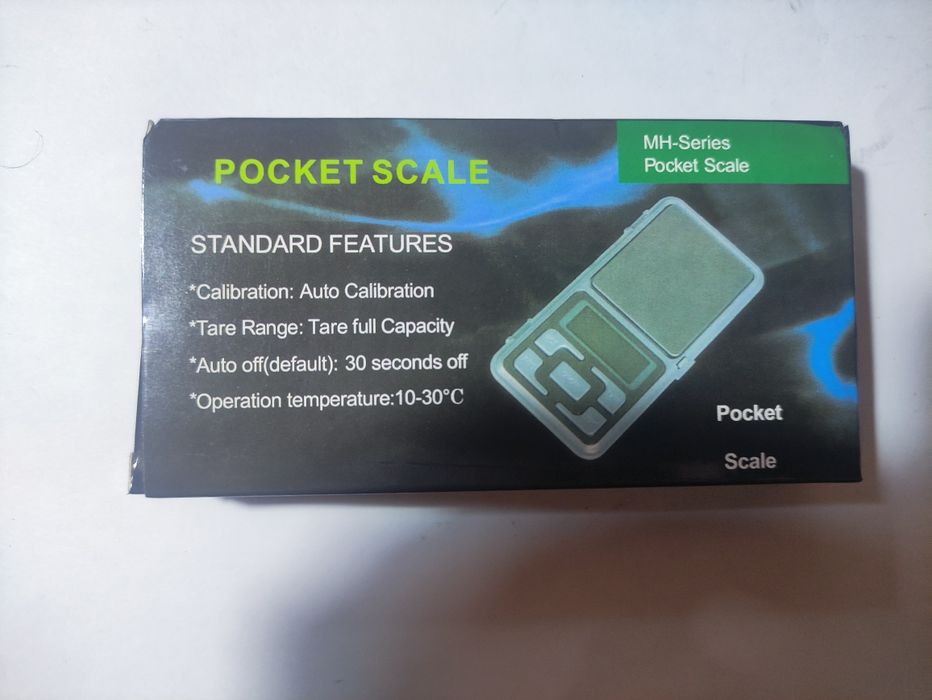 POCKET SCALE
MH-Series
Pocket Scale
STANDARD FEATURES
*Calibration: Auto Calibration
*Tare Range: Tare full Capacity
*Auto off(default): 30 seconds off
*Operation temperature:10-30°C
Pocket
Scale